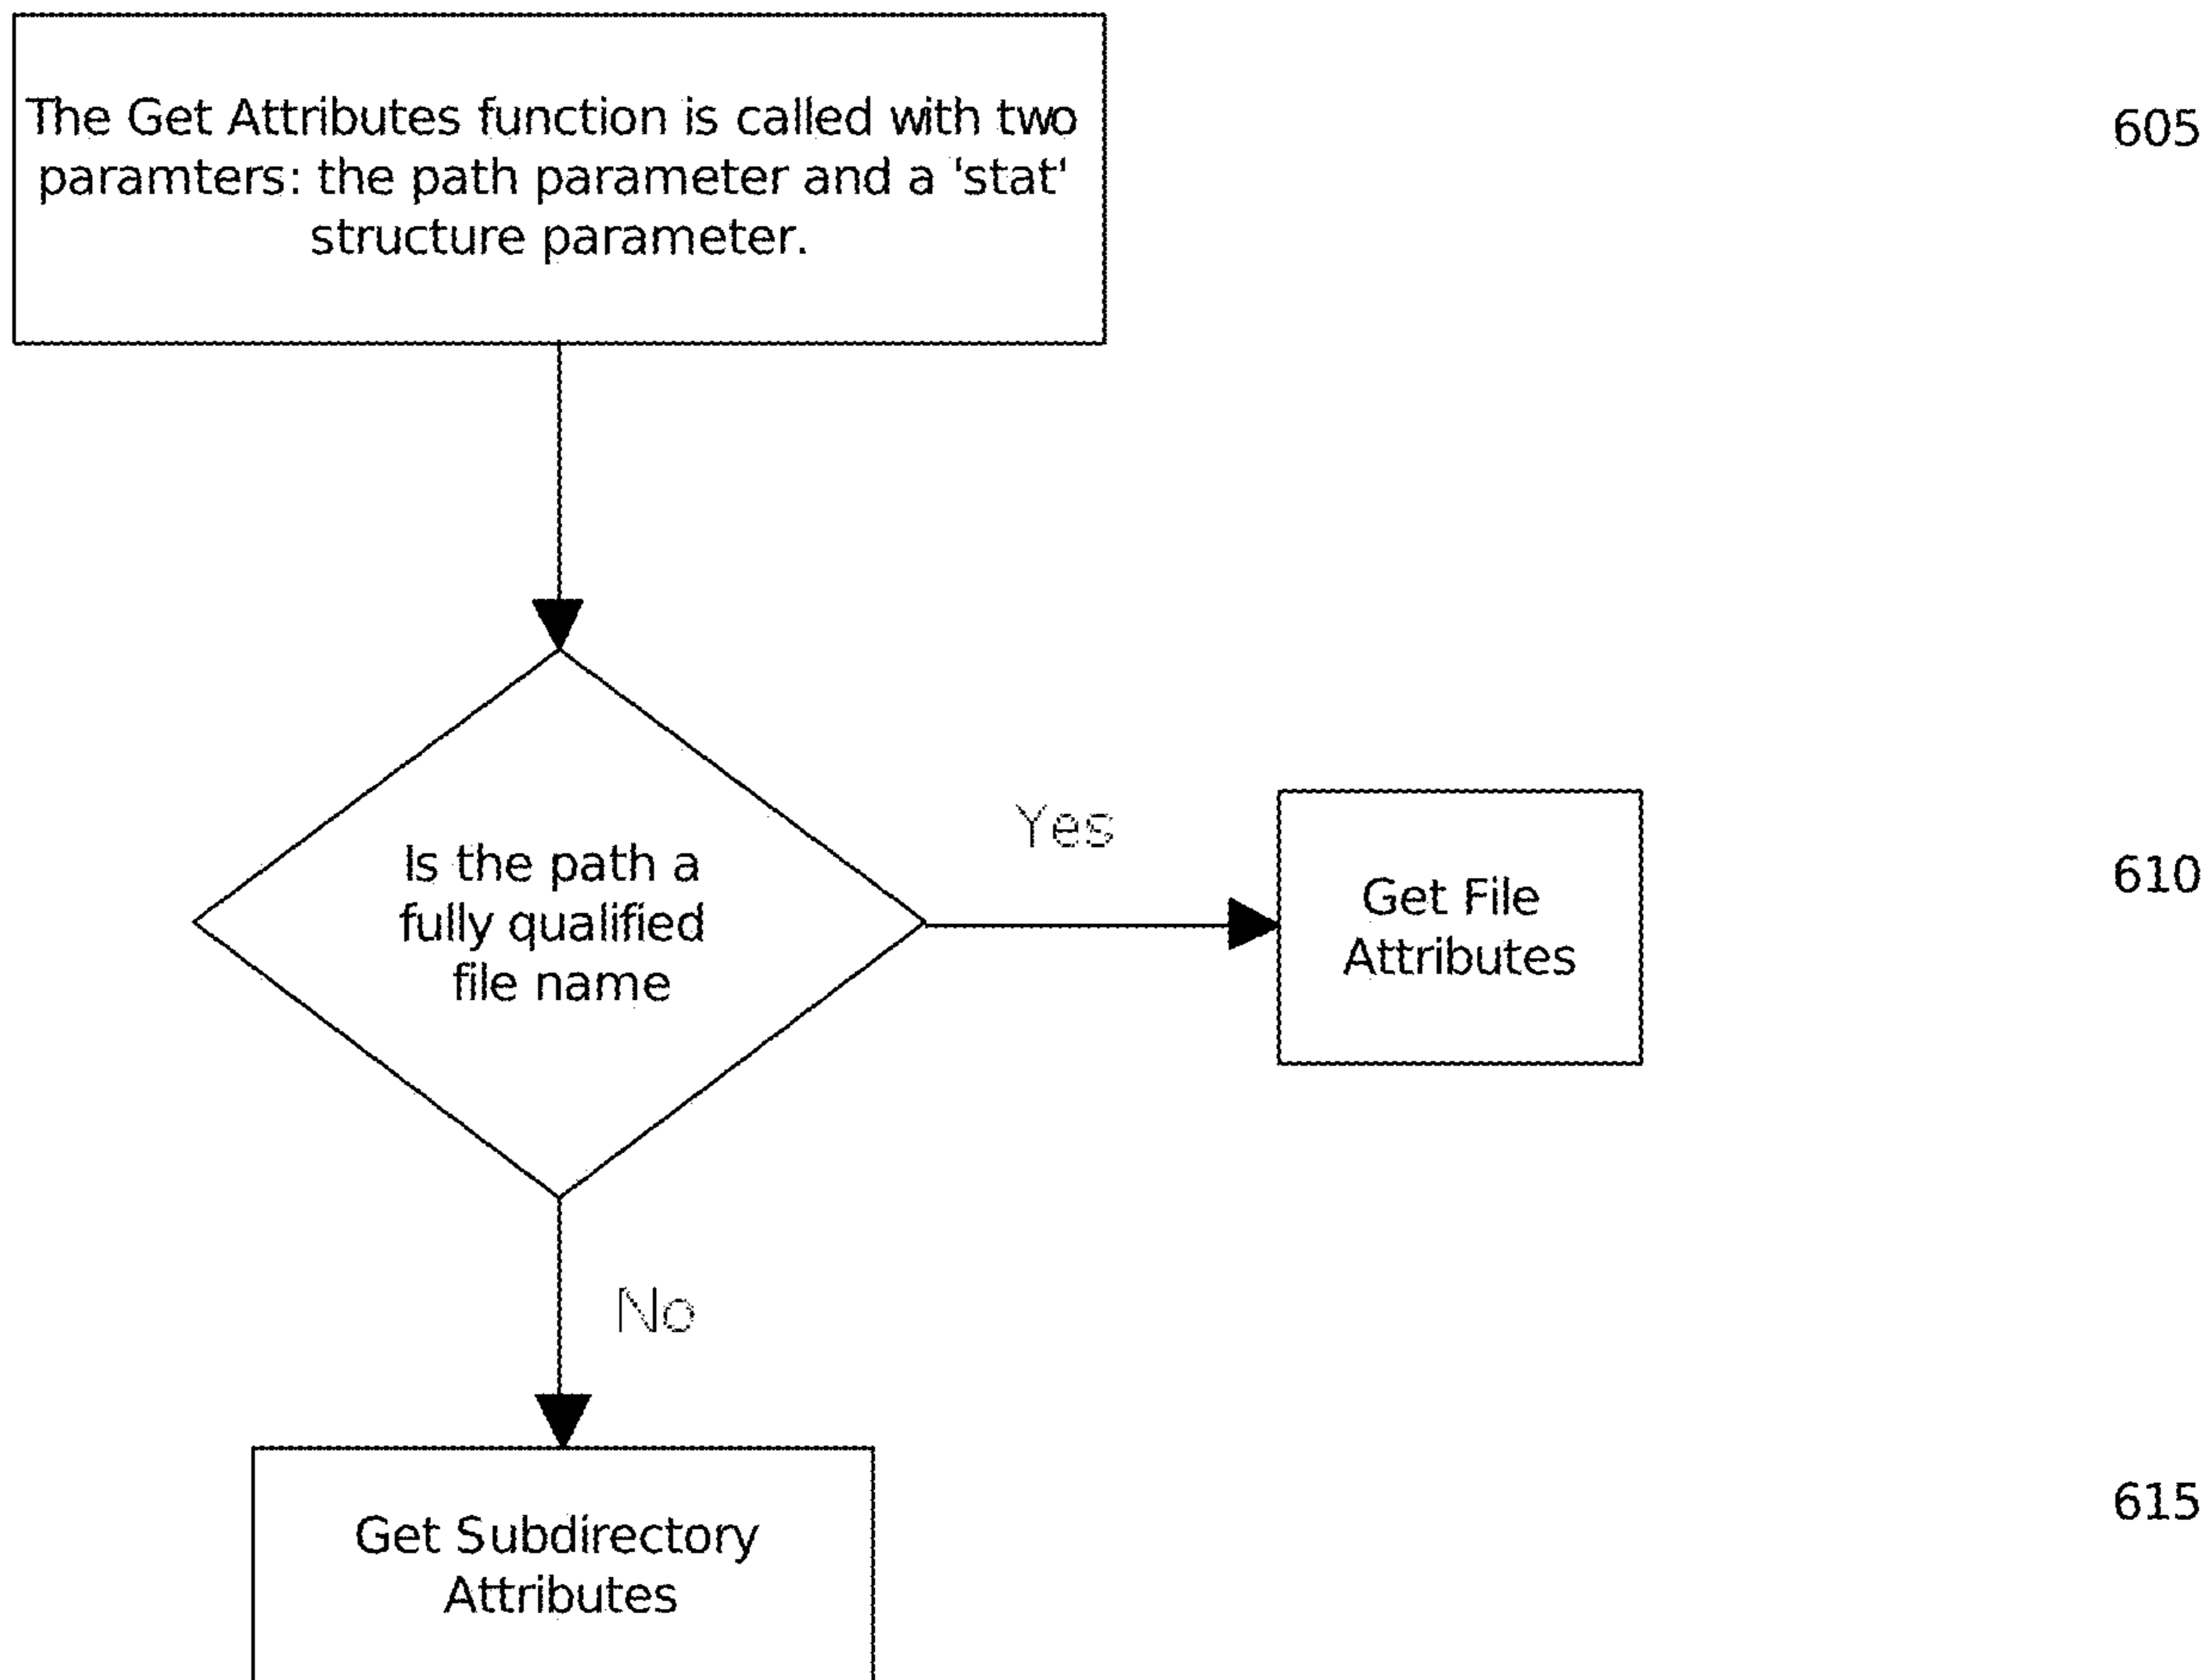 The Get Attributes function is called with two
paramters: the path parameter and a 'stat'
structure parameter.
605
Is the path a
fully qualified
file name
Yes
Get File
Attributes
610
No
Get Subdirectory
Attributes
615